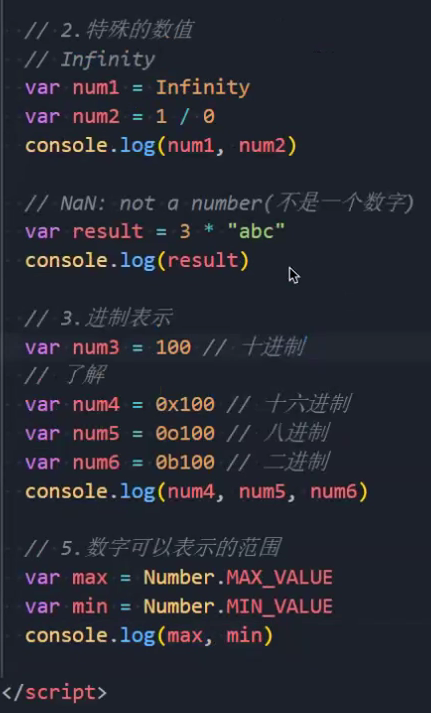 // 2.特殊的数值
// Infinity
var num1 = Infinity
var num2 = 1 / 0
console.log(num1, num2)
// NaN: not a number(不是一个数字)
var result = 3 * "abc"
console.log(result)
// 3.进制表示
var num3 = 100 // 十进制
// 了解
var num4 = 0x100 // 十六进制
var num5 = 0o100 // 八进制
var num6 = 0b100 // 二进制
console.log(num4, num5, num6)
// 5.数字可以表示的范围
var max = Number.MAX_VALUE
var min = Number.MIN_VALUE
console.log(max, min)
</script>